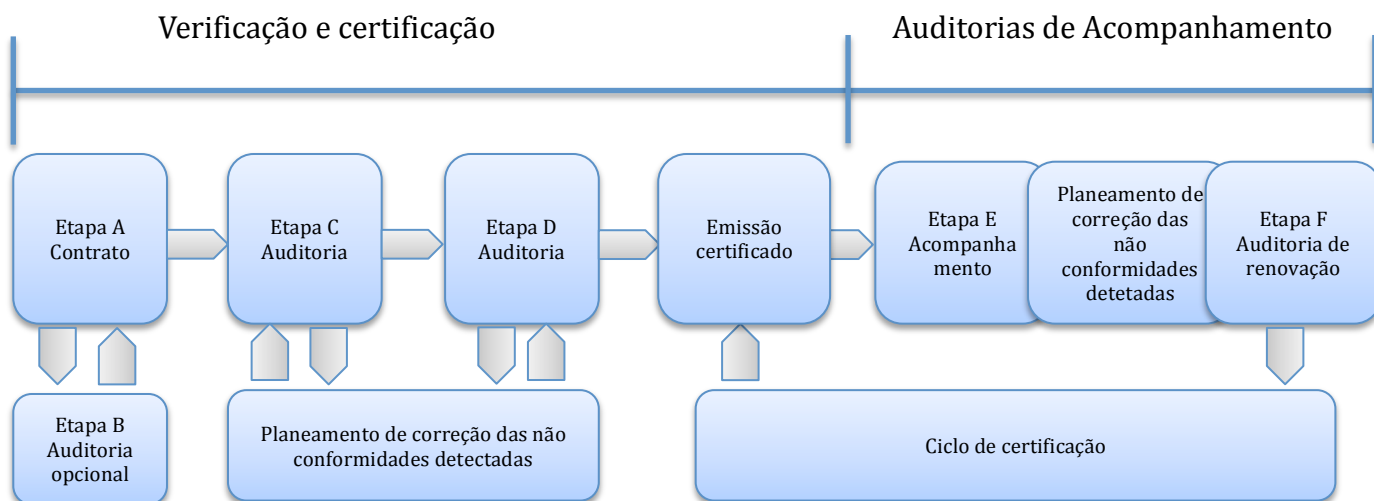 Verificação e certificação
Auditorias de Acompanhamento
Etapa A
Contrato
Etapa C
Auditoria
Etapa D
Auditoria
Emissão
certificado
Etapa E
Acompanha
mento
Planeamento de
correção das
não
conformidades
detetadas
Etapa F
Auditoria de
renovação
Etapa B
Auditoria
opcional
Planeamento de correção das não
conformidades detectadas
Ciclo de certificação